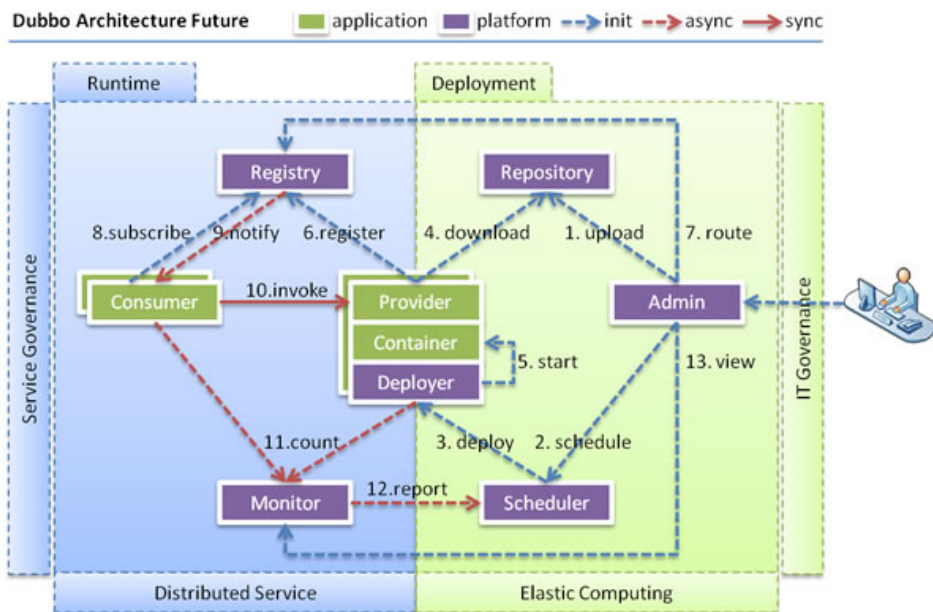 Dubbo Architecture Future
application
platform
init
async
sync
Runtime
Deployment
Service Governance
IT Governance
Registry
Repository
8.subscribe
9.notify
6.register
4. download
1. upload
7. route
Consumer
10.invoke
Provider
Admin
Container
Deployer
5. start
13. view
11.count
3. deploy
2. schedule
Monitor
12.report
Scheduler
Distributed Service
Elastic Computing